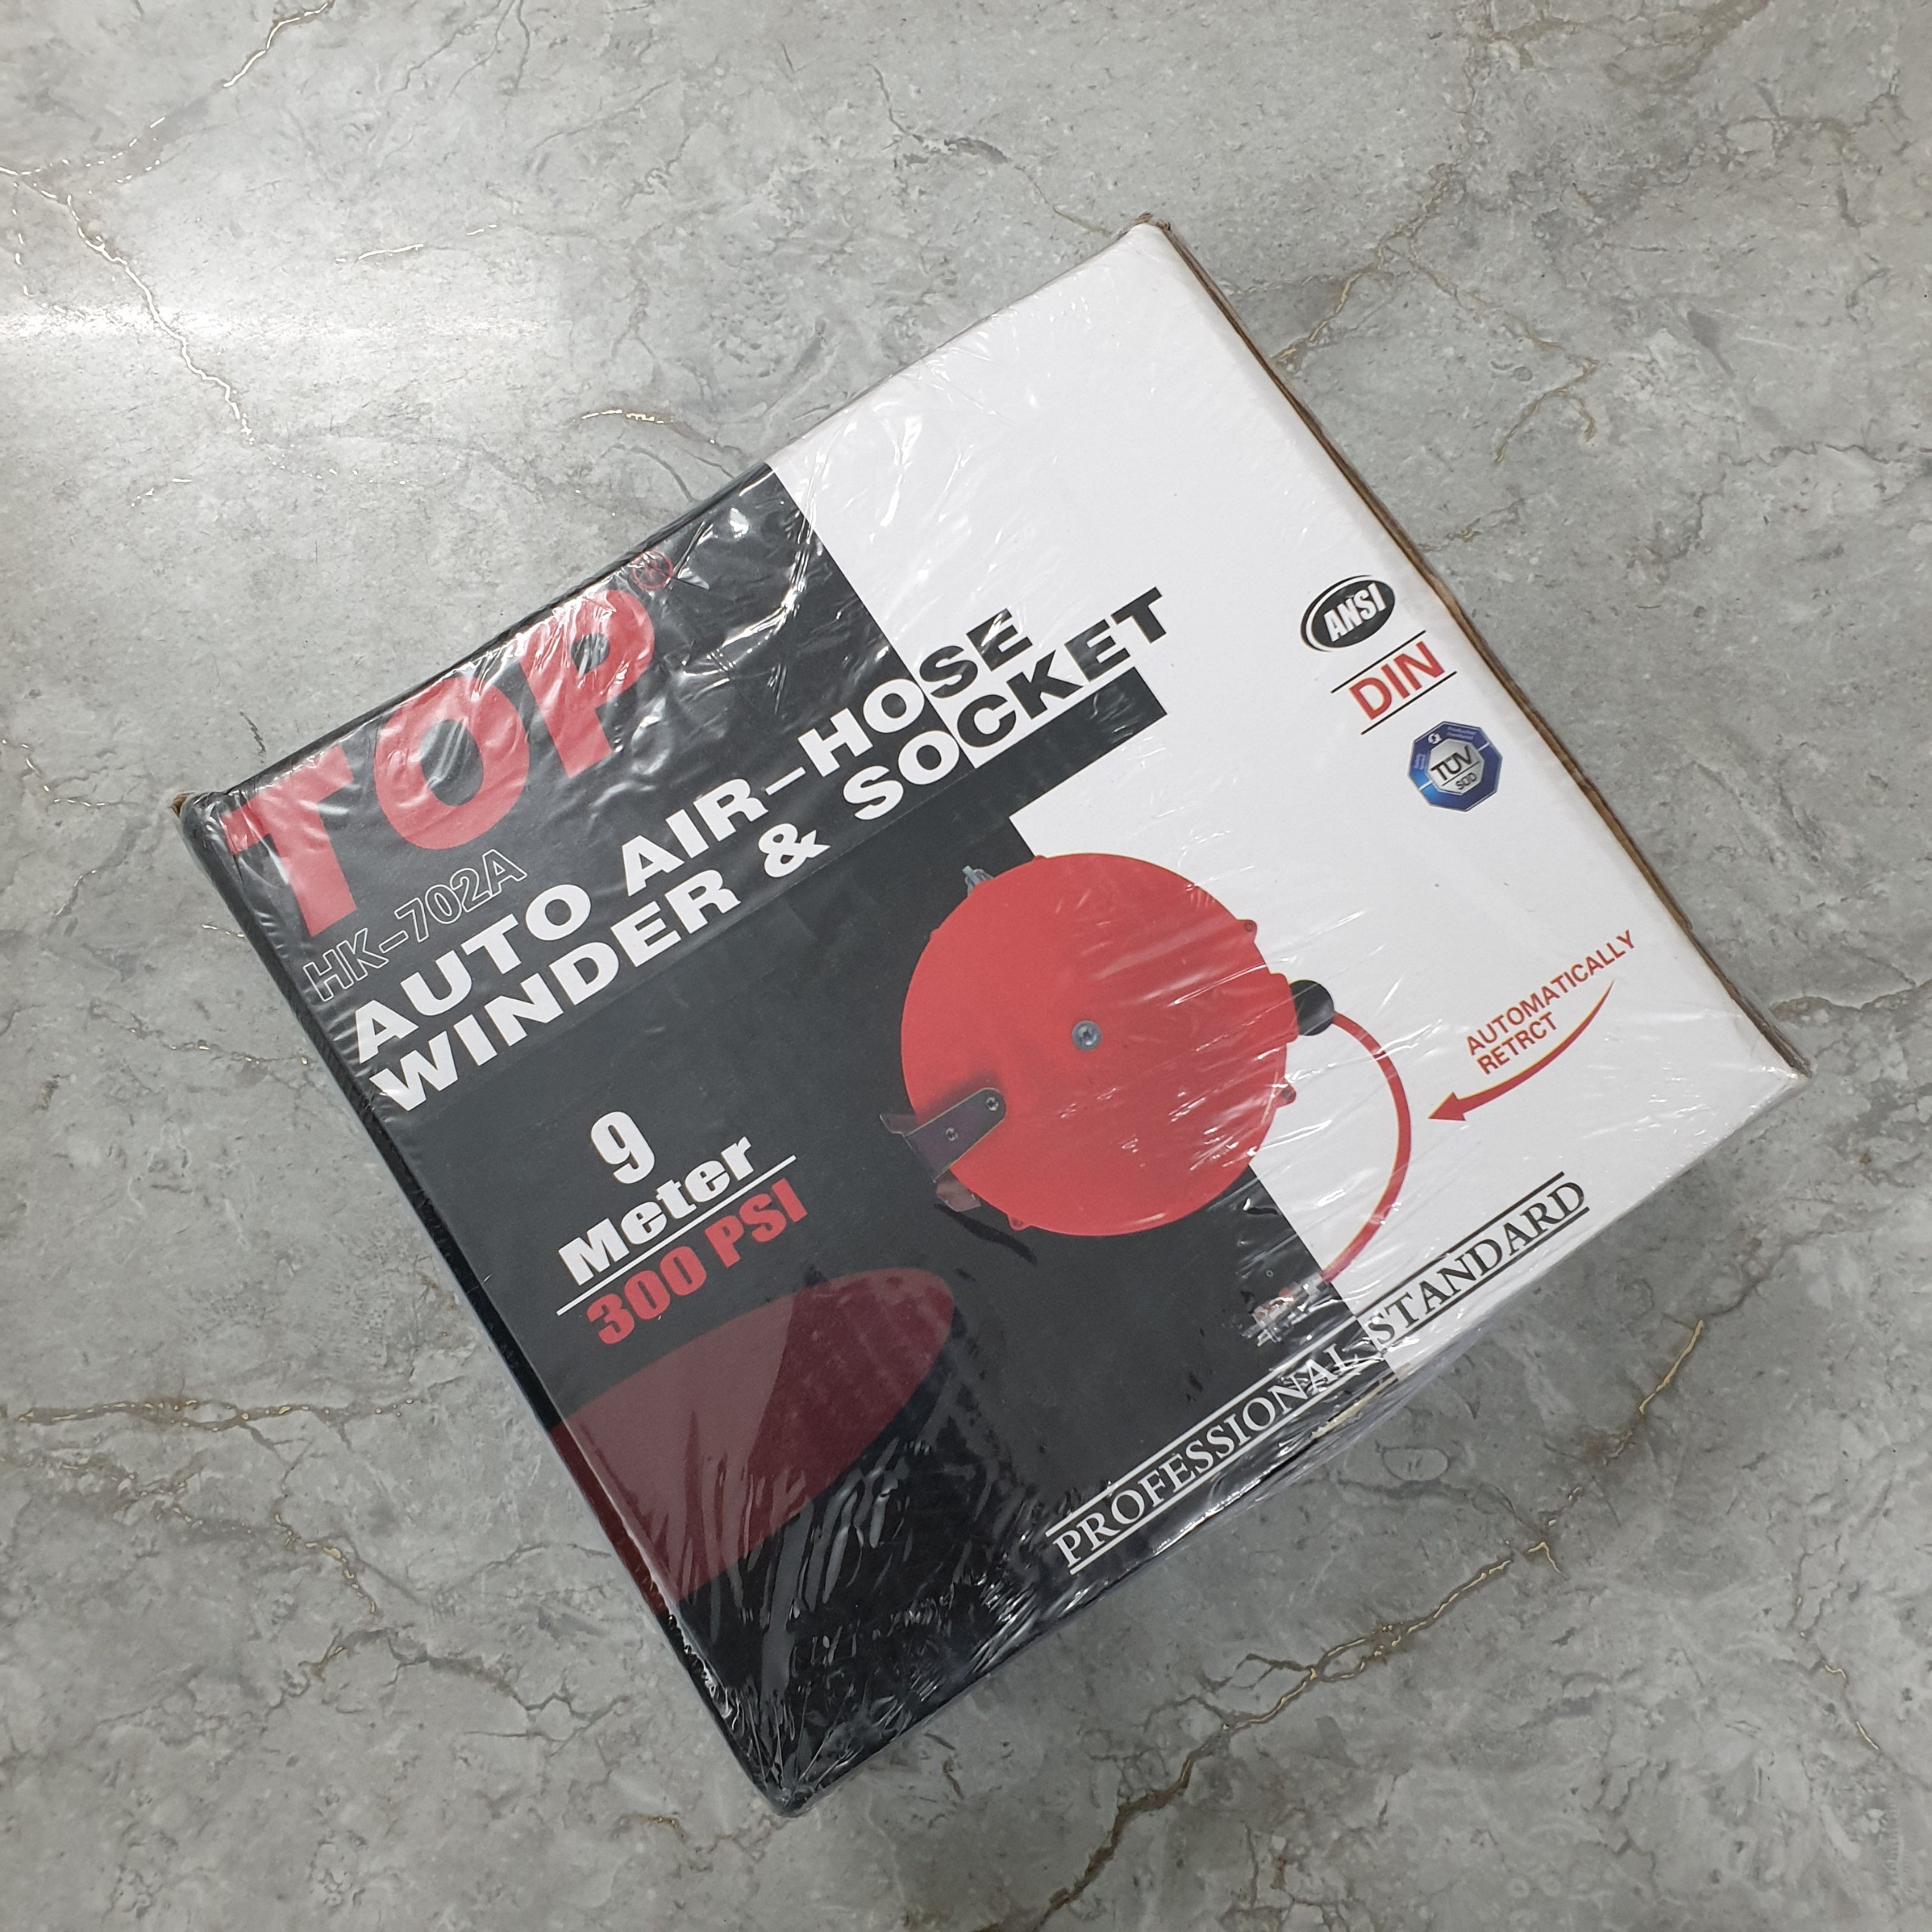 TOP®
HK-702A
AUTO AIR-HOSE
WINDER & SOCKET
ANSI
DIN
TÜV
SÜD
9
Meter
300 PSI
AUTOMATICALLY
RETRCT
PROFESSIONAL STANDARD